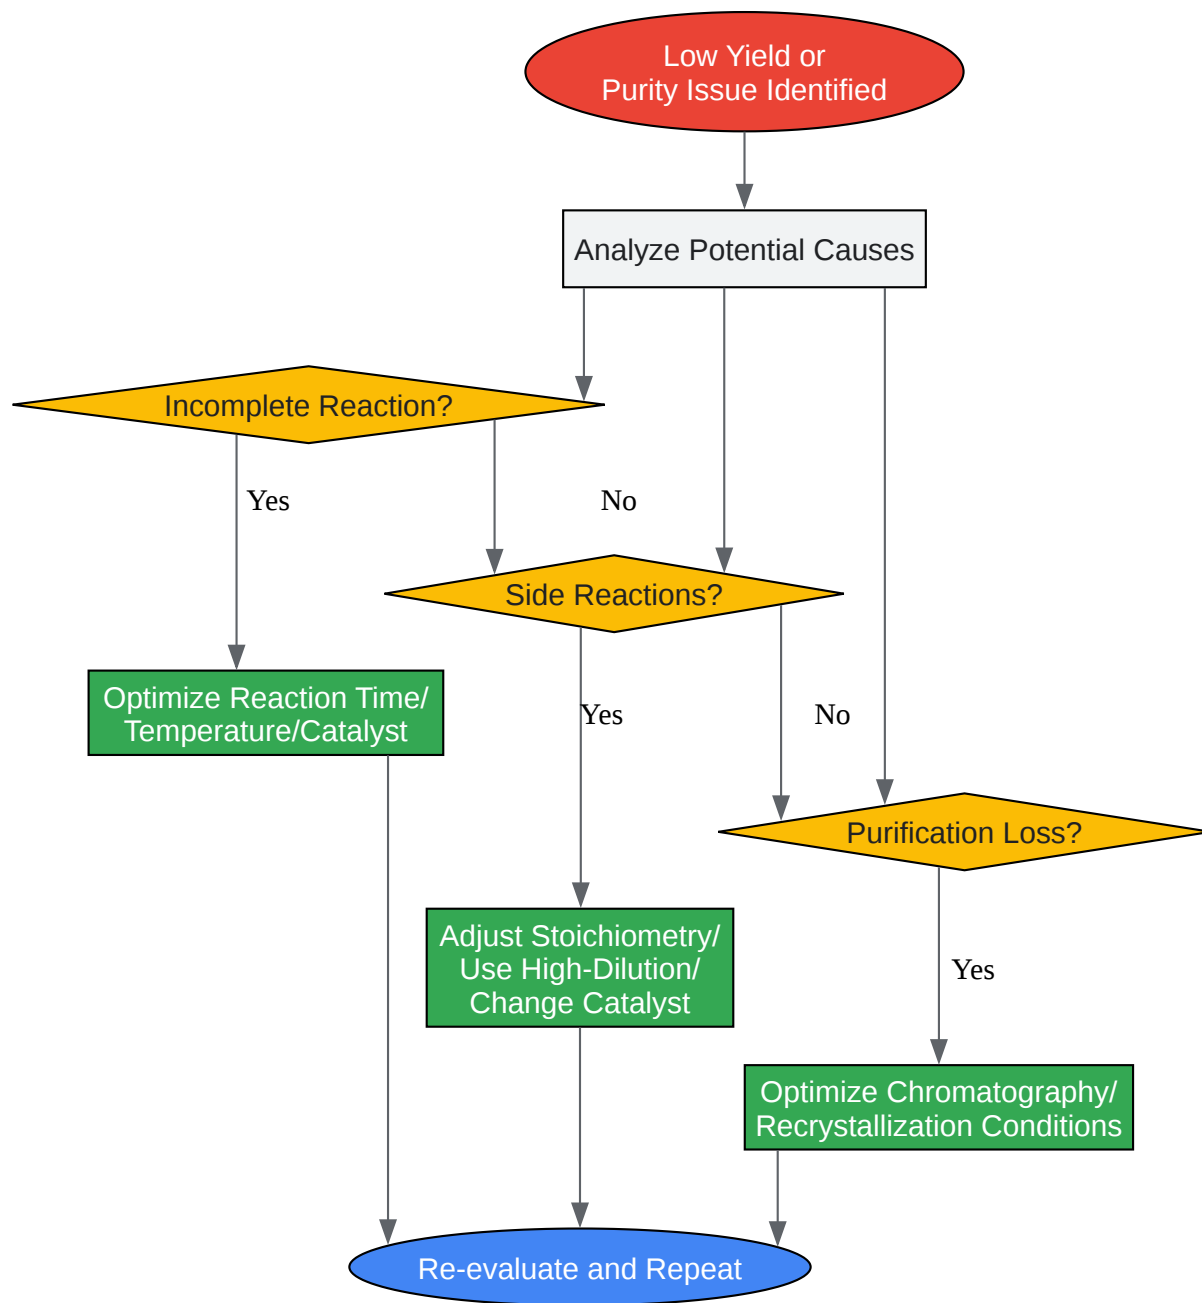 Low Yield or
Purity Issue Identified
Analyze Potential Causes
Incomplete Reaction?
Yes
No
Side Reactions?
Optimize Reaction Time/
Temperature/Catalyst
Yes
No
Purification Loss?
Adjust Stoichiometry/
Use High-Dilution/
Change Catalyst
Yes
Optimize Chromatography/
Recrystallization Conditions
Re-evaluate and Repeat